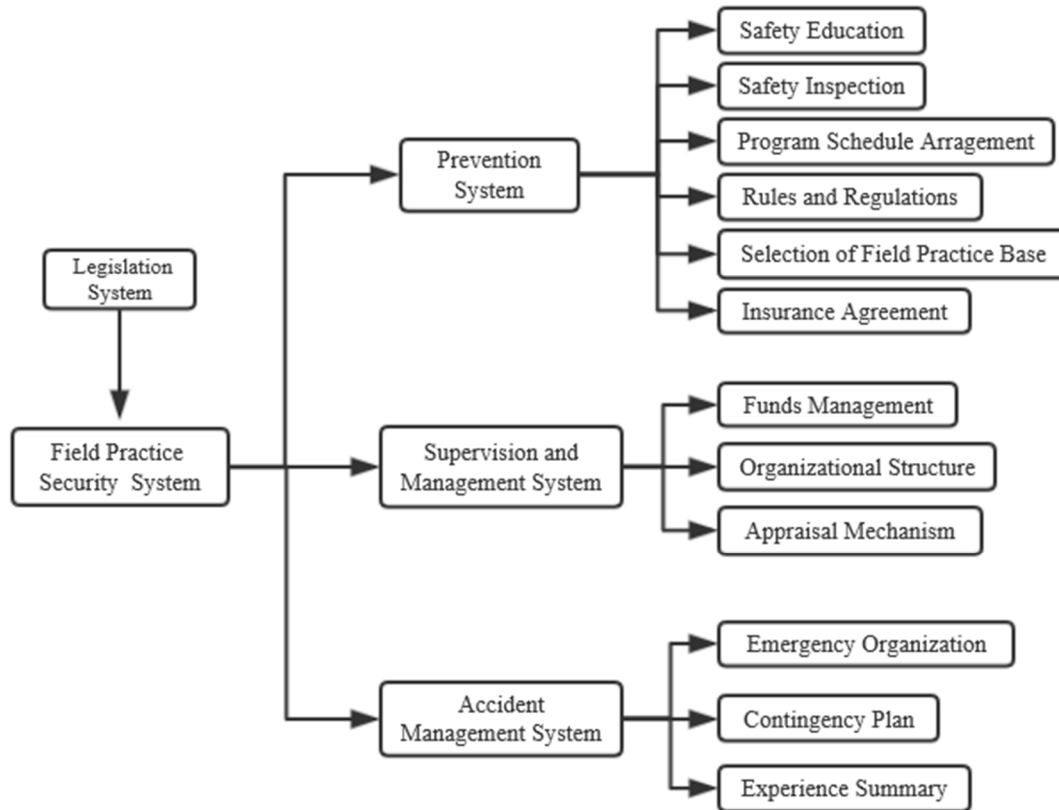 Legislation
System
Field Practice
Security System
Prevention
System
Safety Education
Safety Inspection
Program Schedule Arragement
Rules and Regulations
Selection of Field Practice Base
Insurance Agreement
Supervision and
Management System
Funds Management
Organizational Structure
Appraisal Mechanism
Accident
Management System
Emergency Organization
Contingency Plan
Experience Summary